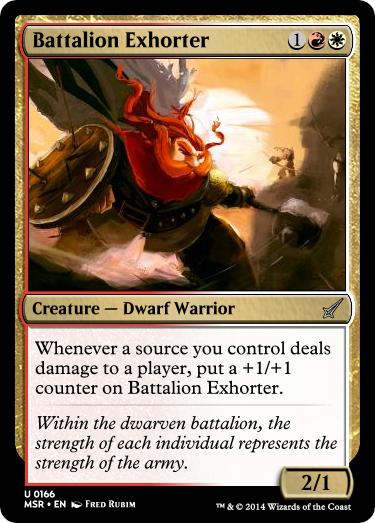 Battalion Exhorter 1
Creature — Dwarf Warrior
Whenever a source you control deals
damage to a player, put a +1/+1
counter on Battalion Exhorter.
Within the dwarven battalion, the
strength of each individual represents the
strength of the army.
2/1
U 0166
MSR • EN FRED RUBIM
™ & © 2014 Wizards of the Coast